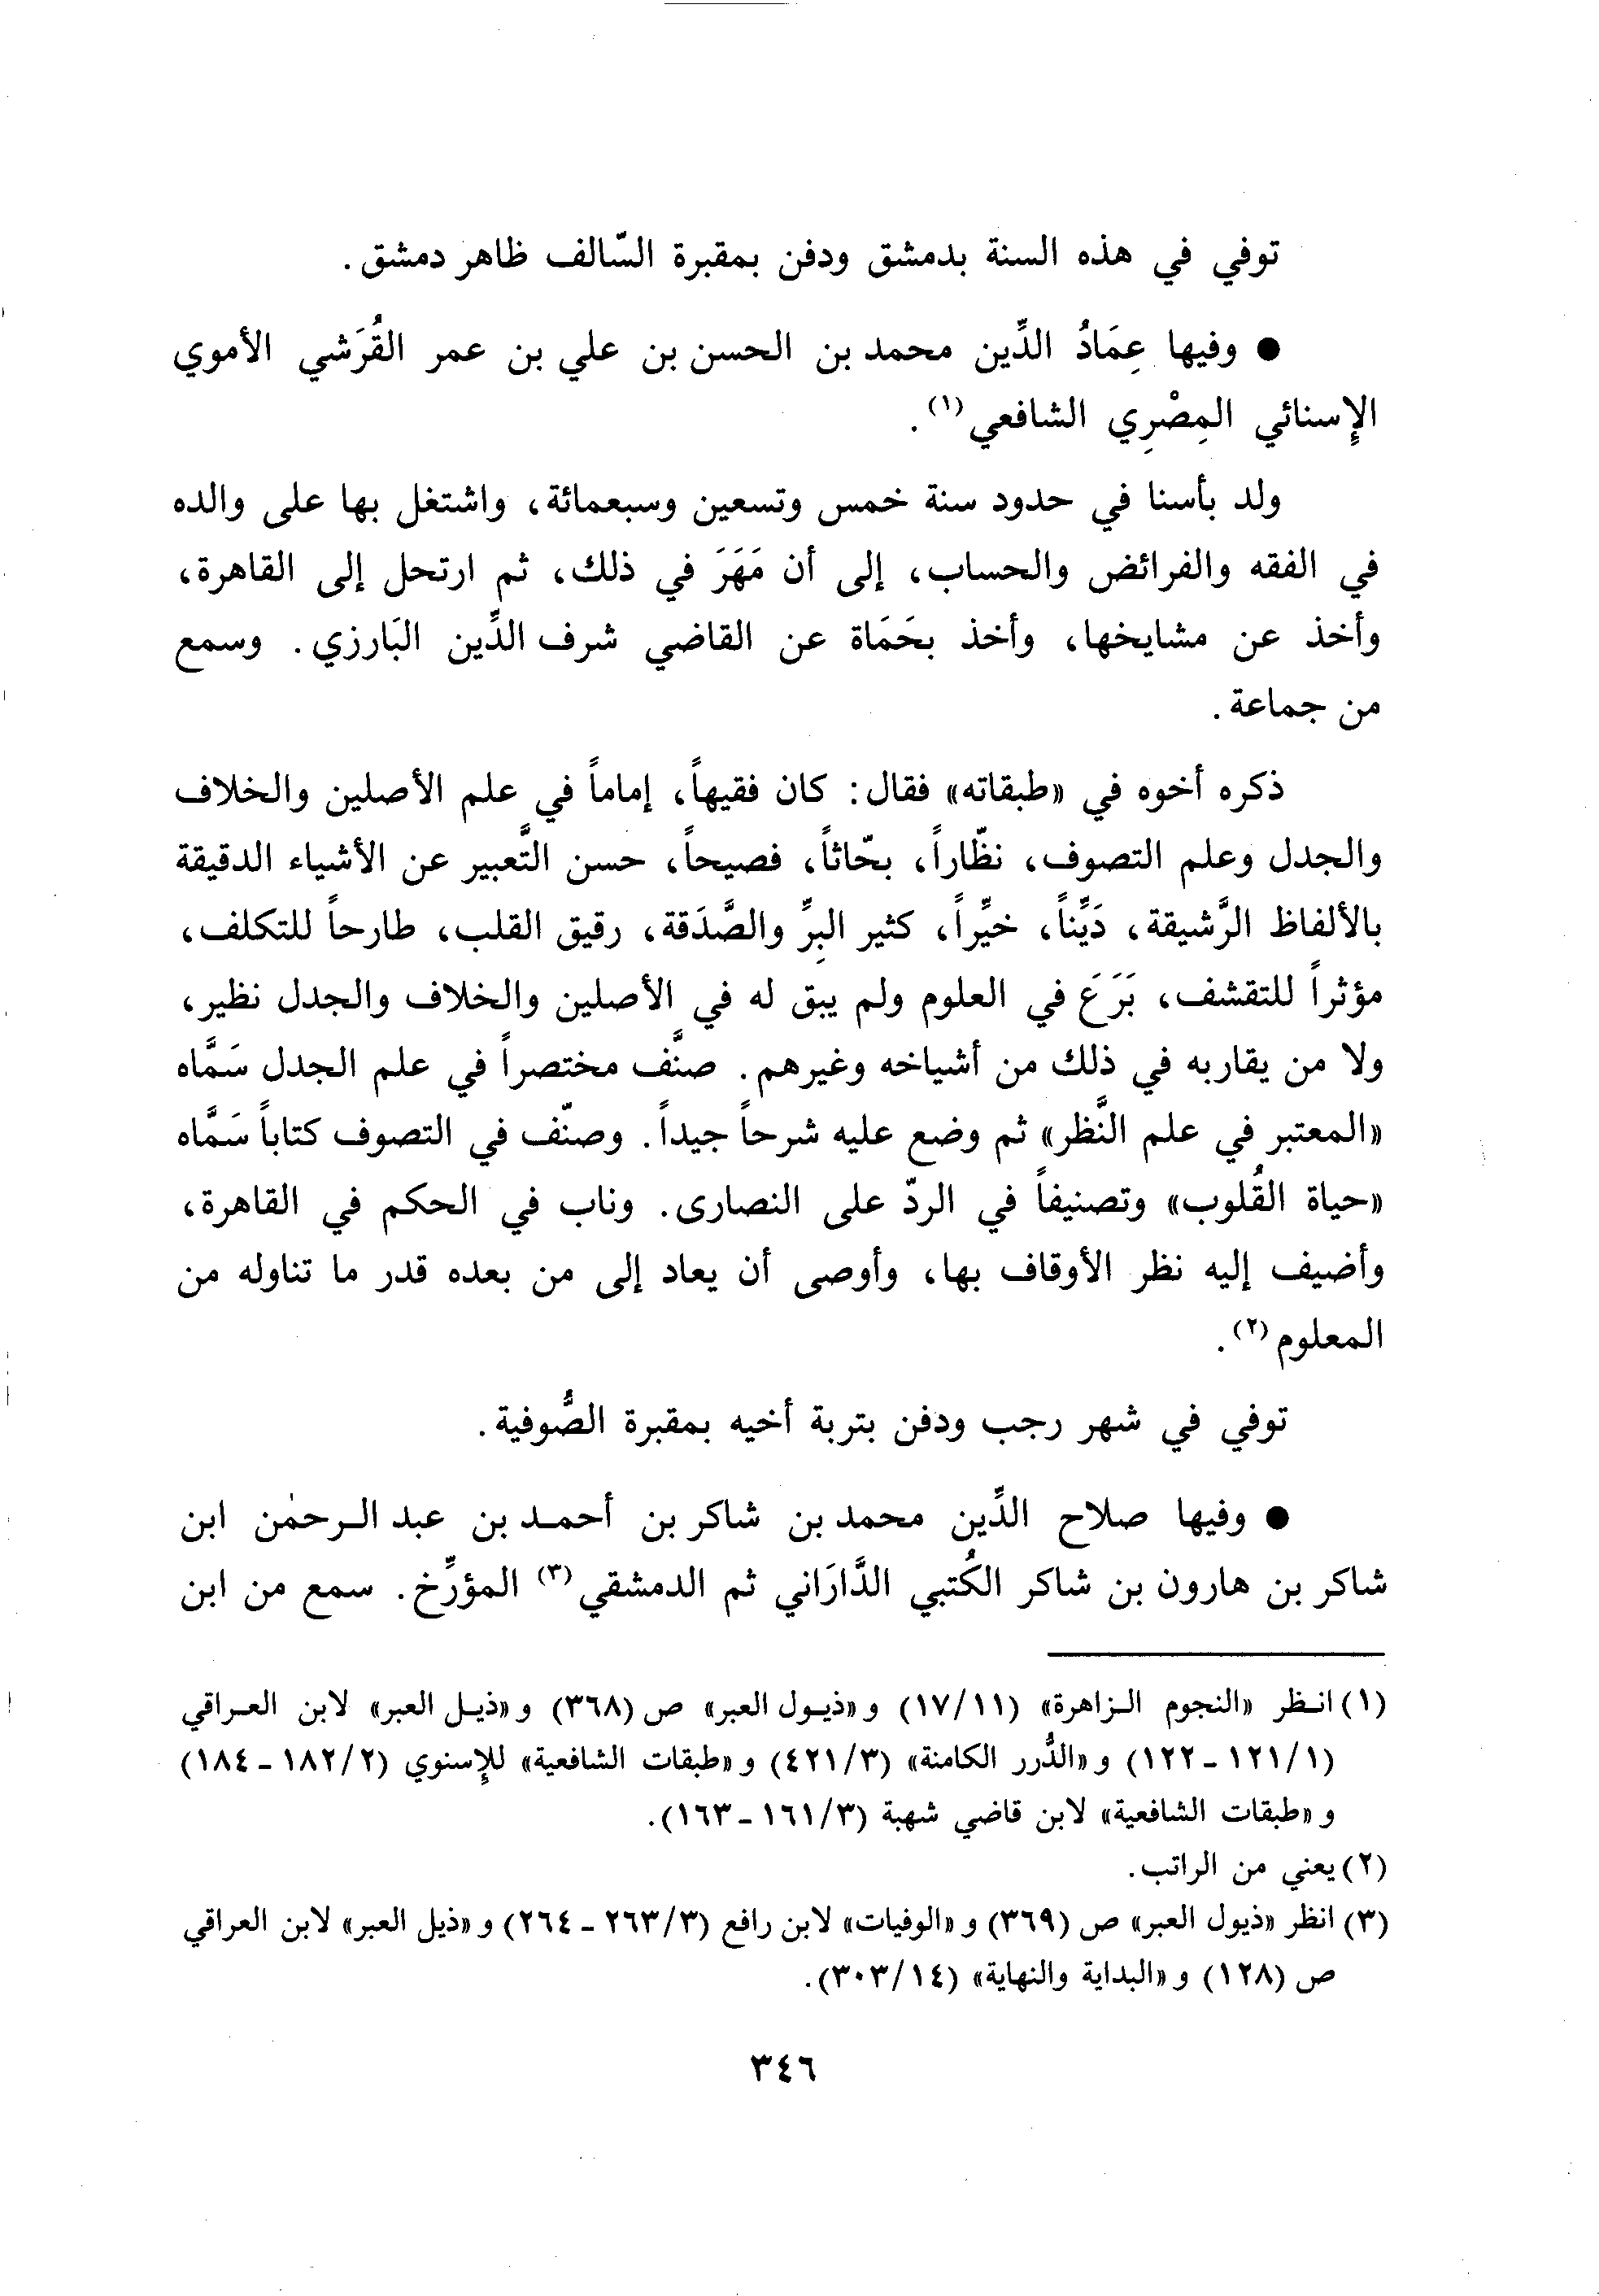 توفي في هذه السنة بدمشق ودفن بمقبرة السّالف ظاهر دمشق.
● وفيها عِمَادُ الدِّين محمد بن الحسن بن علي بن عمر القُرَشي الأموي
الإِسنائي المِصْرِي الشافعي (١).
ولد بأسنا في حدود سنة خمس وتسعين وسبعمائة، واشتغل بها على والده
في الفقه والفرائض والحساب، إلى أن مَهَرَ في ذلك، ثم ارتحل إلى القاهرة،
وأخذ عن مشايخها، وأخذ بحَمَاة عن القاضي شرف الدِّين البَارزي. وسمع
من جماعة.
ذكره أخوه في «طبقاته» فقال: كان فقيهاً، إماماً في علم الأصلين والخلاف
والجدل وعلم التصوف، نظّاراً، بحّاثاً، فصيحاً، حسن التَّعبير عن الأشياء الدقيقة
بالألفاظ الرَّشيقة، دَيِّناً، خيِّراً، كثير البِرِّ والصَّدَقة، رقيق القلب، طارحاً للتكلف،
مؤثراً للتقشف، بَرَعَ في العلوم ولم يبق له في الأصلين والخلاف والجدل نظير،
ولا من يقاربه في ذلك من أشياخه وغيرهم. صنَّف مختصراً في علم الجدل سَمَّاه
«المعتبر في علم النَّظر» ثم وضع عليه شرحاً جيداً. وصنّف في التصوف كتاباً سَمَّاه
«حياة القُلوب» وتصنيفاً في الردّ على النصارى. وناب في الحكم في القاهرة،
وأضيف إليه نظر الأوقاف بها، وأوصى أن يعاد إلى من بعده قدر ما تناوله من
المعلوم (٢).
توفي في شهر رجب ودفن بتربة أخيه بمقبرة الصُّوفية.
● وفيها صلاح الدِّين محمد بن شاكر بن أحمـد بن عبد الـرحمٰن ابن
شاكر بن هارون بن شاكر الكُتبي الدَّارَاني ثم الدمشقي (٣) المؤرِّخ. سمع من ابن
(١) انـظر «النجوم الـزاهرة» (١٧/١١) و «ذيـول العبر» ص (٣٦٨) و «ذيـل العبر» لابن العـراقي
(١٢١/١ - ١٢٢) و «الدُّرر الكامنة» (٤٢١/٣) و «طبقات الشافعية» للإِسنوي (١٨٢/٢ - ١٨٤)
و «طبقات الشافعية» لابن قاضي شهبة (١٦١/٣ - ١٦٣).
(٢) يعني من الراتب.
(٣) انظر «ذيول العبر» ص (٣٦٩) و «الوفيات» لابن رافع (٢٦٣/٣ - ٢٦٤) و «ذيل العبر» لابن العراقي
ص (١٢٨) و «البداية والنهاية» (٣٠٣/١٤).
٣٤٦